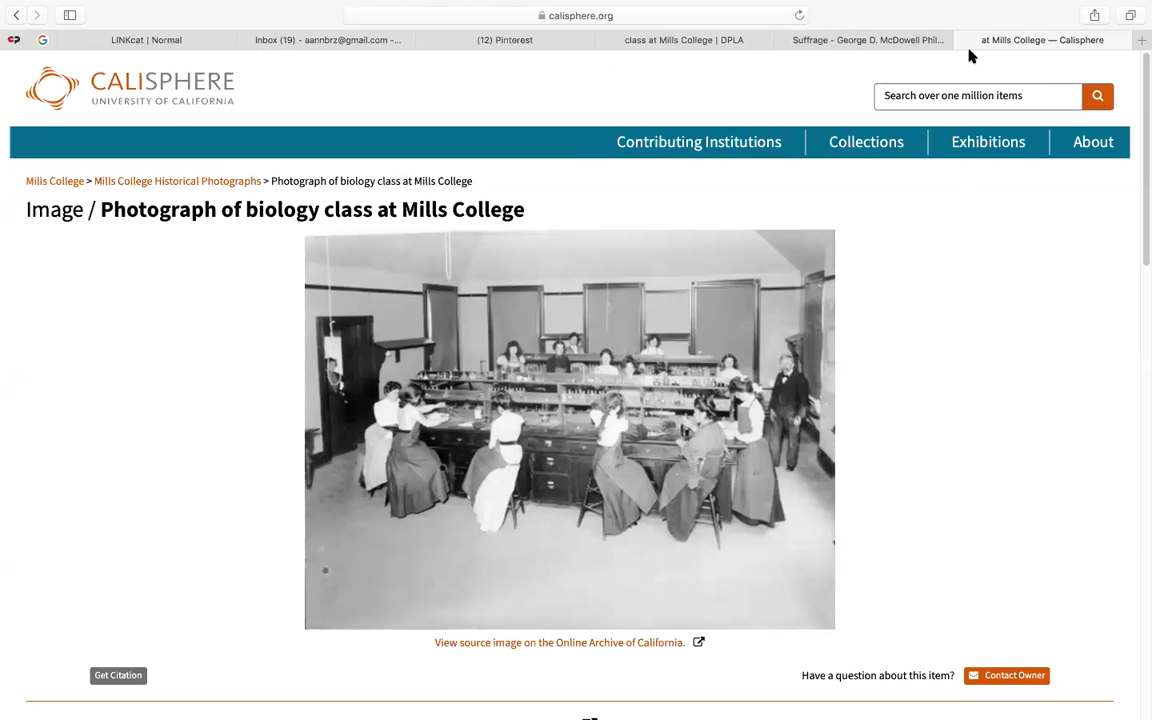 calisphere.org
G
LINKcat | Normal
Inbox (19) - aannbrz@gmail.com -...
(12) Pinterest
class at Mills College | DPLA
Suffrage - George D. McDowell Phil...
at Mills College — Calisphere
CALISPHERE
UNIVERSITY OF CALIFORNIA
Search over one million items
Contributing Institutions
Collections
Exhibitions
About
Mills College > Mills College Historical Photographs > Photograph of biology class at Mills College
Image / Photograph of biology class at Mills College
View source image on the Online Archive of California.
Get Citation
Have a question about this item?
Contact Owner